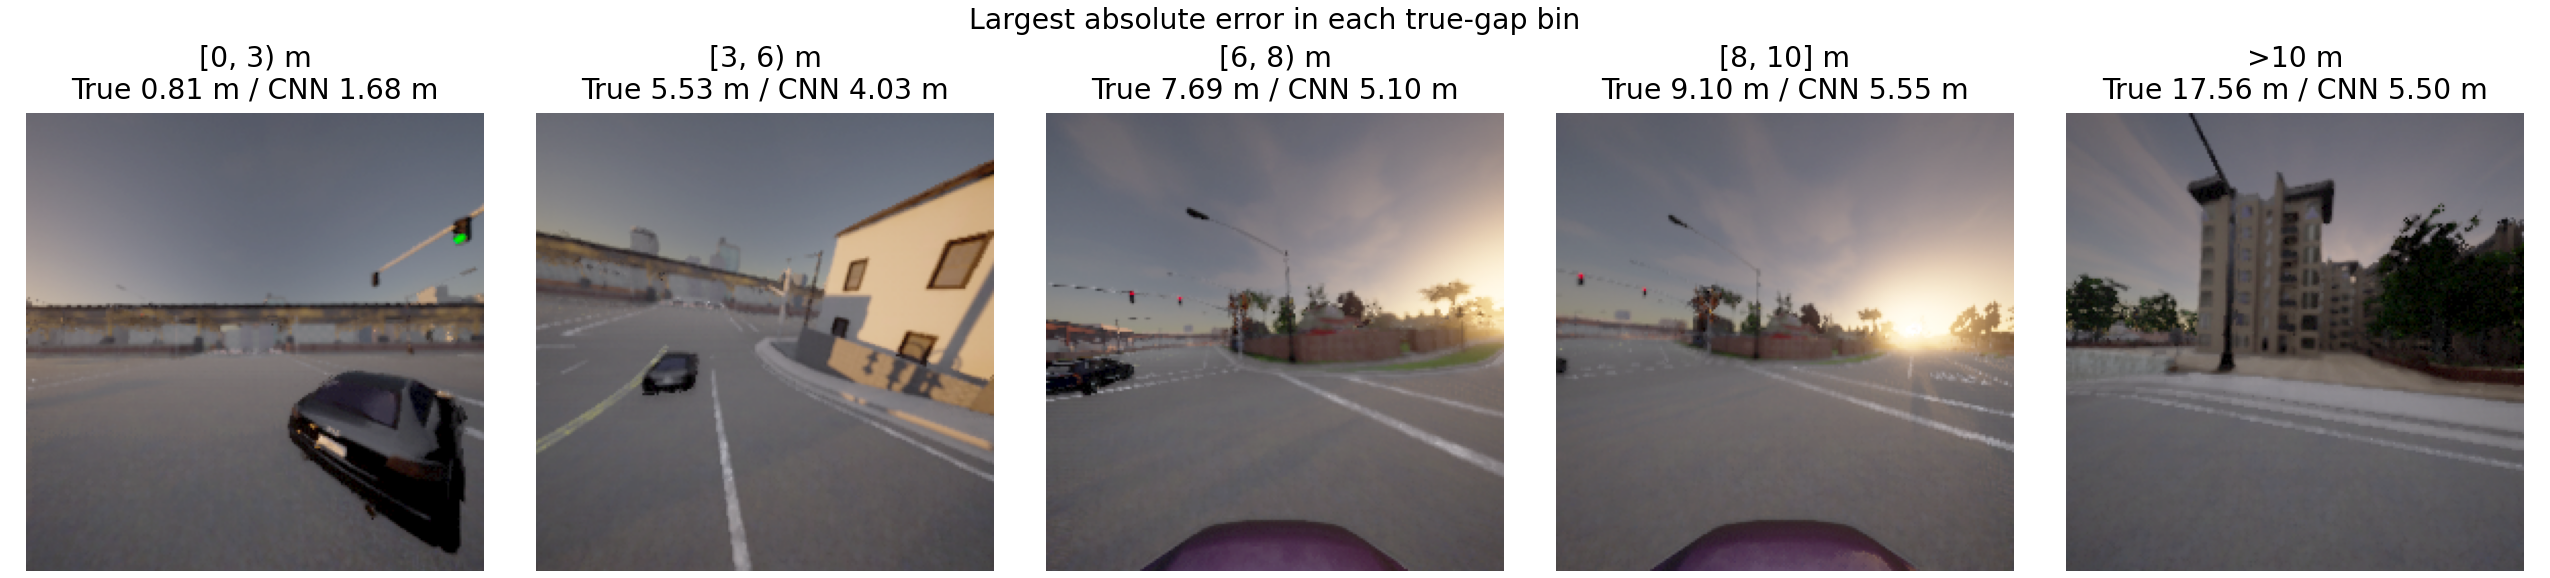 Largest absolute error in each true-gap bin
[0, 3) m
True 0.81 m / CNN 1.68 m
[3, 6) m
True 5.53 m / CNN 4.03 m
[6, 8) m
True 7.69 m / CNN 5.10 m
[8, 10] m
True 9.10 m / CNN 5.55 m
>10 m
True 17.56 m / CNN 5.50 m